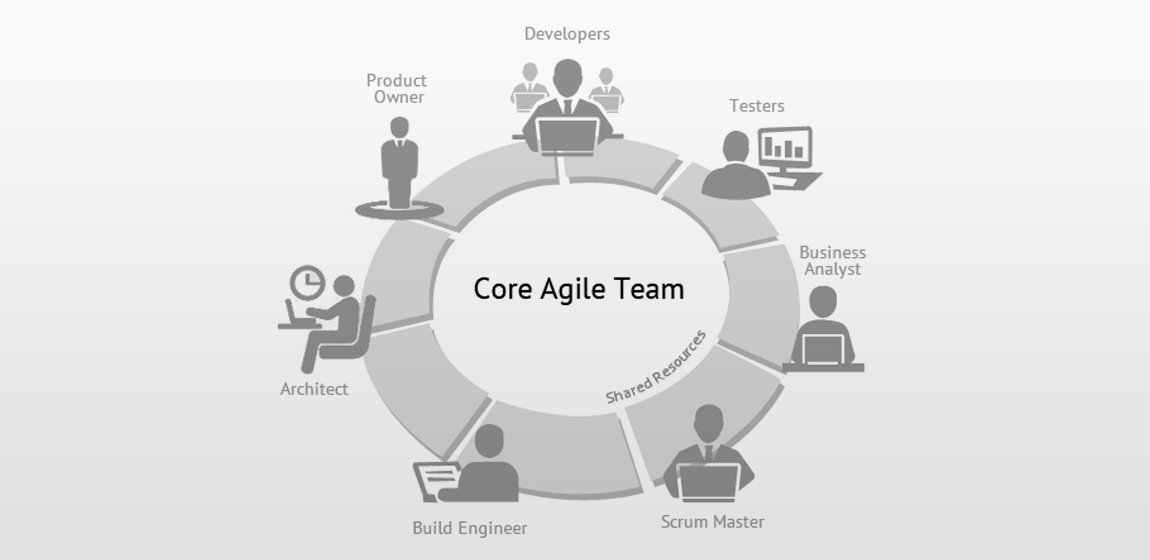 Developers
Product
Owner
Testers
Business
Analyst
Core Agile Team
Shared Resources
Architect
Scrum Master
Build Engineer